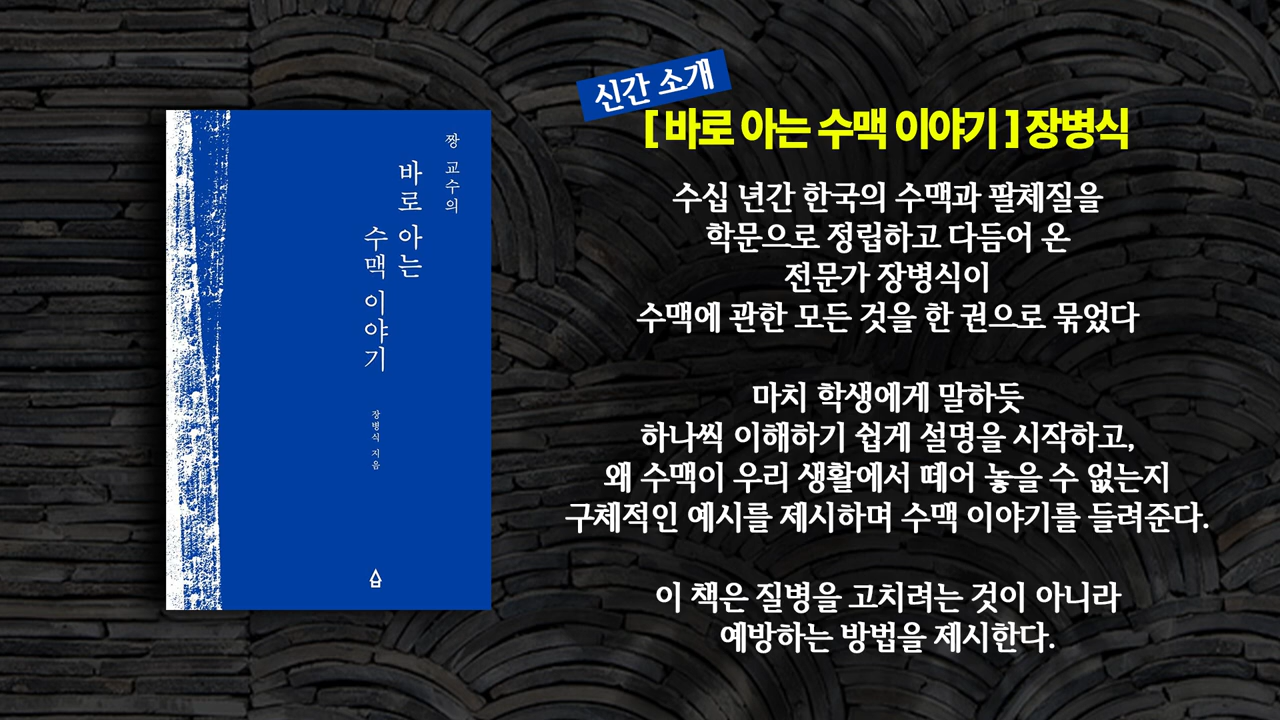 짱 교수의
바로 아는
수맥 이야기
장병식 지음
신간 소개
[ 바로 아는 수맥 이야기 ] 장병식
수십 년간 한국의 수맥과 팔체질을
학문으로 정립하고 다듬어 온
전문가 장병식이
수맥에 관한 모든 것을 한 권으로 묶었다
마치 학생에게 말하듯
하나씩 이해하기 쉽게 설명을 시작하고,
왜 수맥이 우리 생활에서 떼어 놓을 수 없는지
구체적인 예시를 제시하며 수맥 이야기를 들려준다.
이 책은 질병을 고치려는 것이 아니라
예방하는 방법을 제시한다.